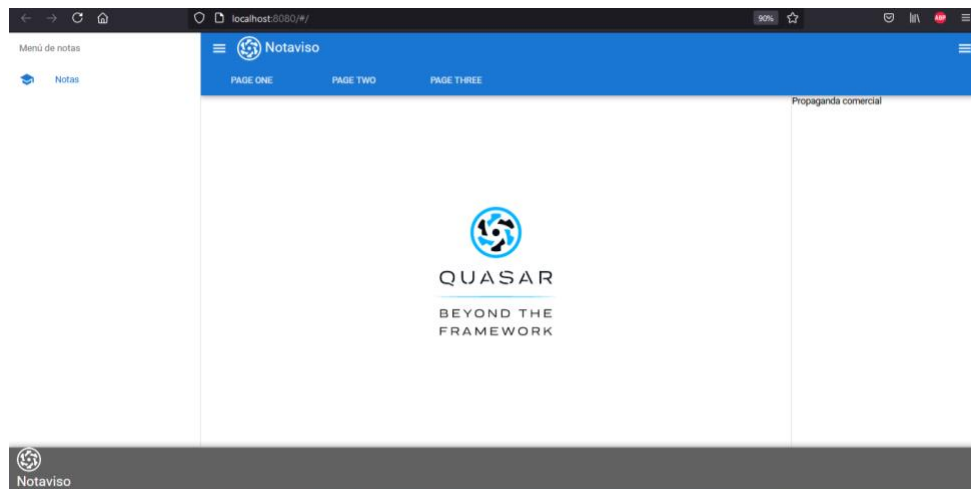 localhost:8080/#/
90%
ABP
Menú de notas
Notas
Notaviso
PAGE ONE PAGE TWO PAGE THREE
Propaganda comercial
QUASAR
BEYOND THE
FRAMEWORK
Notaviso